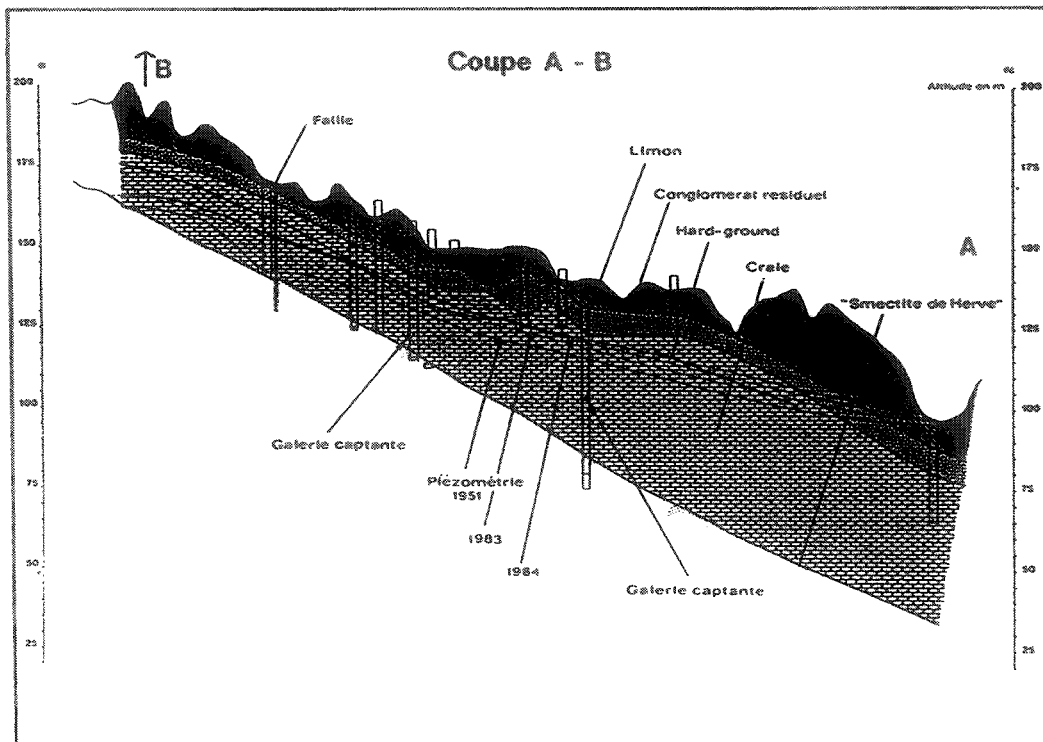 Coupe A - B
B
m
Altitude en m
200
200
Faille
Limon
175
175
Conglomerat residuel
Hard-ground
150
150
A
Craie
"Smectite de Herve"
125
125
100
100
Galerie captante
Piézométrie
1951
75
75
1983
1984
Galerie captante
50
50
25
25